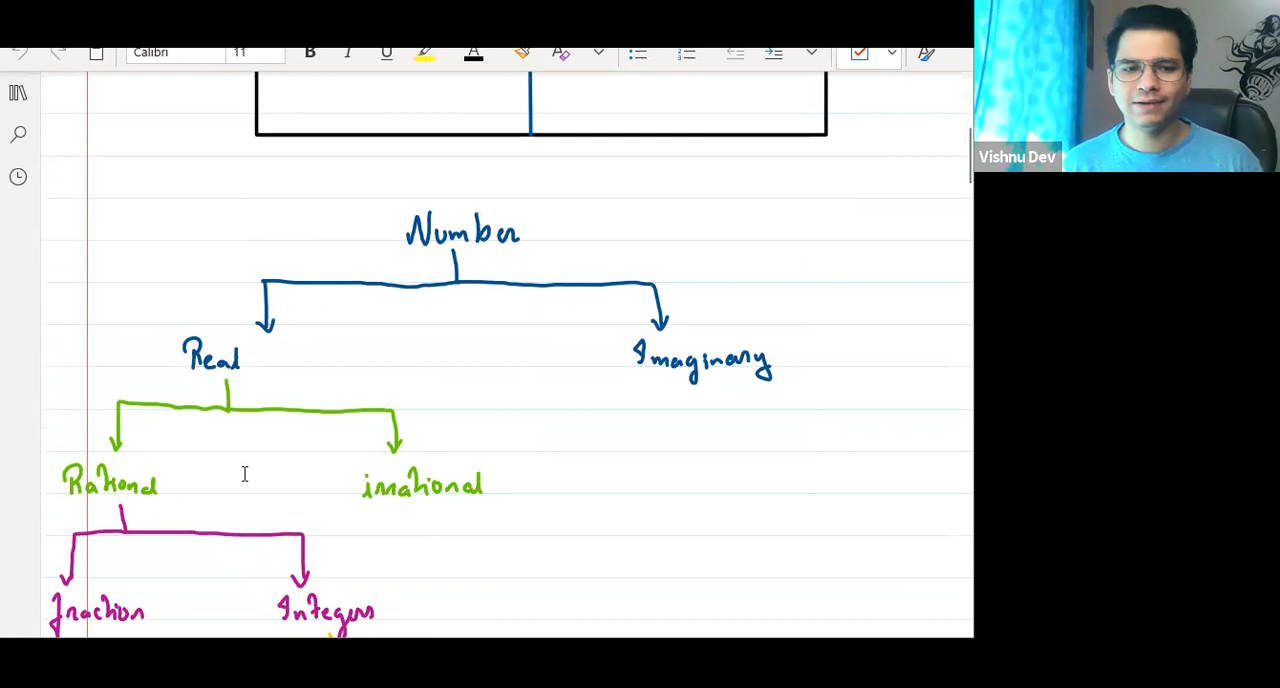 Calibri 11 B I U A
Vishnu Dev
Number
Real Imaginary
Rational irrational
fraction Integers